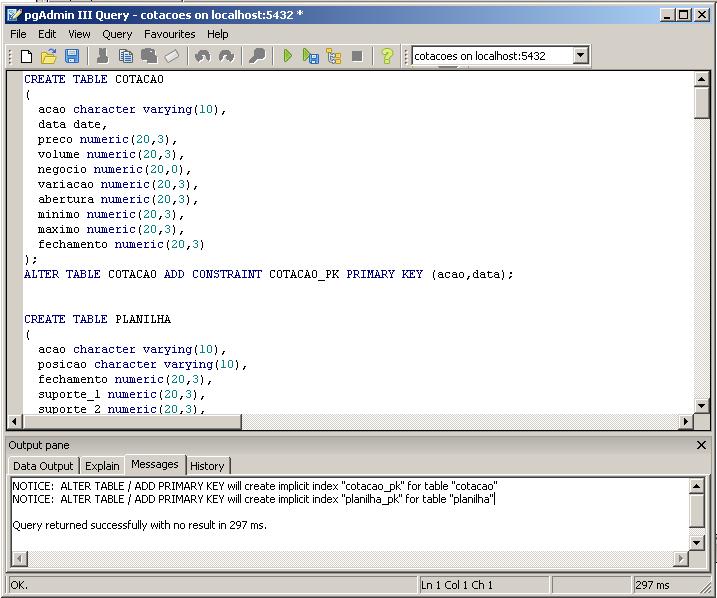 pgAdmin III Query - cotacoes on localhost:5432 *
File Edit View Query Favourites Help
cotacoes on localhost:5432
CREATE TABLE COTACAO
(
acao character varying(10),
data date,
preco numeric(20,3),
volume numeric(20,3),
negocio numeric(20,0),
variacao numeric(20,3),
abertura numeric(20,3),
minimo numeric(20,3),
maximo numeric(20,3),
fechamento numeric(20,3)
);
ALTER TABLE COTACAO ADD CONSTRAINT COTACAO_PK PRIMARY KEY (acao,data);
CREATE TABLE PLANILHA
(
acao character varying(10),
posicao character varying(10),
fechamento numeric(20,3),
suporte_1 numeric(20,3),
suporte_2 numeric(20,3),
Output pane
Data Output Explain Messages History
NOTICE: ALTER TABLE / ADD PRIMARY KEY will create implicit index "cotacao_pk" for table "cotacao"
NOTICE: ALTER TABLE / ADD PRIMARY KEY will create implicit index "planilha_pk" for table "planilha"
Query returned successfully with no result in 297 ms.
OK. Ln 1 Col 1 Ch 1 297 ms